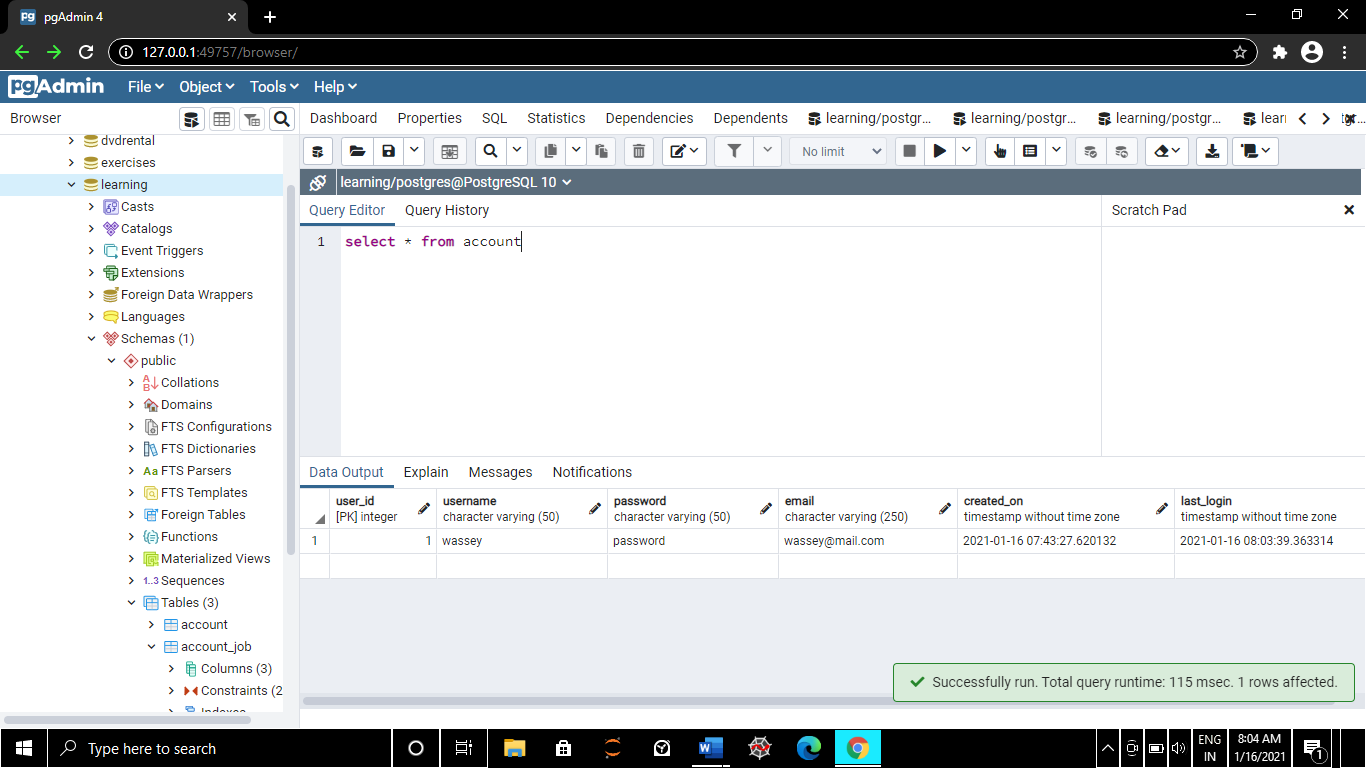 pgAdmin 4
127.0.0.1:49757/browser/
pgAdmin File Object Tools Help
Browser
Dashboard Properties SQL Statistics Dependencies Dependents learning/postgr... learning/postgr... learning/postgr... learn
dvdrental
exercises
learning
Casts
Catalogs
Event Triggers
Extensions
Foreign Data Wrappers
Languages
Schemas (1)
public
Collations
Domains
FTS Configurations
FTS Dictionaries
FTS Parsers
FTS Templates
Foreign Tables
Functions
Materialized Views
Sequences
Tables (3)
account
account_job
Columns (3)
Constraints (2
Indexes
No limit
learning/postgres@PostgreSQL 10
Query Editor Query History
Scratch Pad
1 select * from account
Data Output Explain Messages Notifications
user_id username password email created_on last_login
[PK] integer character varying (50) character varying (50) character varying (250) timestamp without time zone timestamp without time zone
1 1 wassey password wassey@mail.com 2021-01-16 07:43:27.620132 2021-01-16 08:03:39.363314
Successfully run. Total query runtime: 115 msec. 1 rows affected.
Type here to search
ENG
IN
8:04 AM
1/16/2021
1